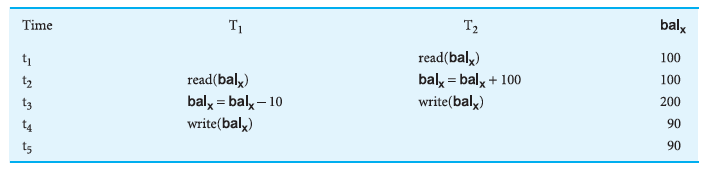 Time T₁ T₂ balₓ
t₁ read(balₓ) 100
t₂ read(balₓ) balₓ = balₓ + 100 100
t₃ balₓ = balₓ – 10 write(balₓ) 200
t₄ write(balₓ) 90
t₅ 90